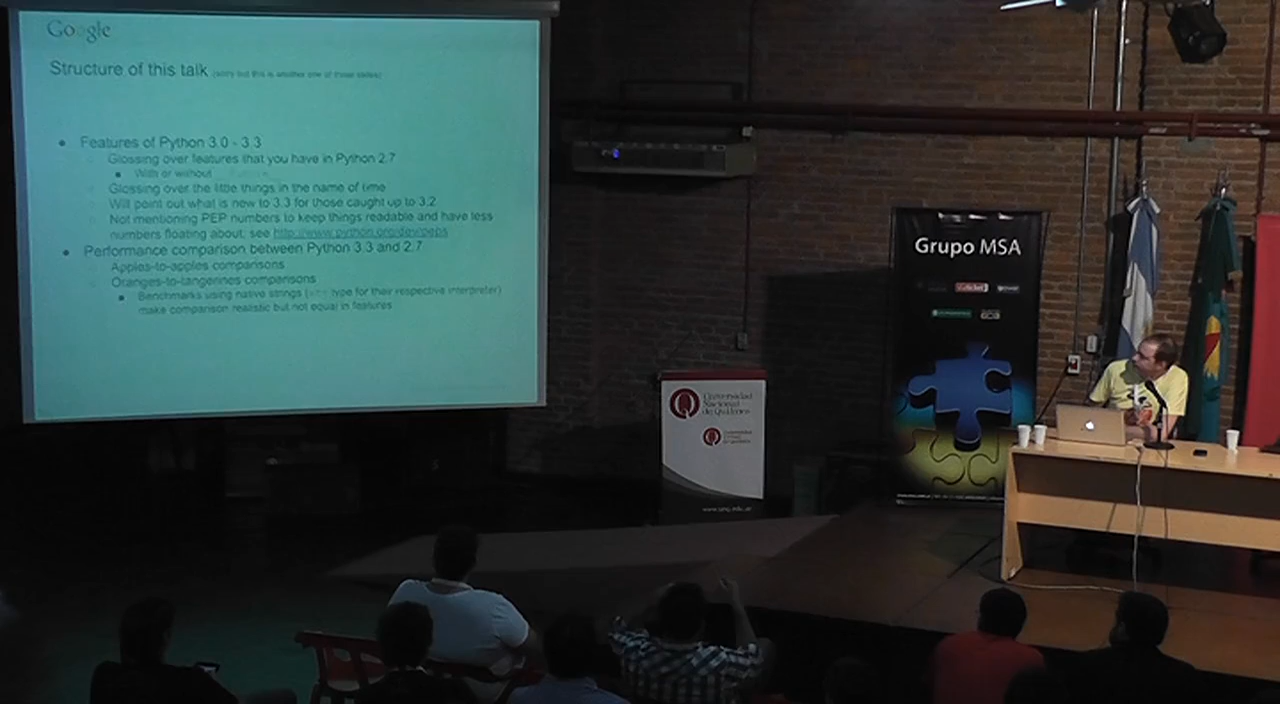 Google
Structure of this talk (sorry but this is another one of those slides)
Features of Python 3.0 - 3.3
Glossing over features that you have in Python 2.7
With or without
Glossing over the little things in the name of time
Will point out what is new to 3.3 for those caught up to 3.2
Not mentioning PEP numbers to keep things readable and have less
numbers floating about; see http://www.python.org/dev/peps
Performance comparison between Python 3.3 and 2.7
Apples-to-apples comparisons
Oranges-to-tangerines comparisons
Benchmarks using native strings (str type for their respective interpreter)
make comparison realistic but not equal in features
Grupo MSA
Universidad
Nacional
de Quilmes
www.unq.edu.ar